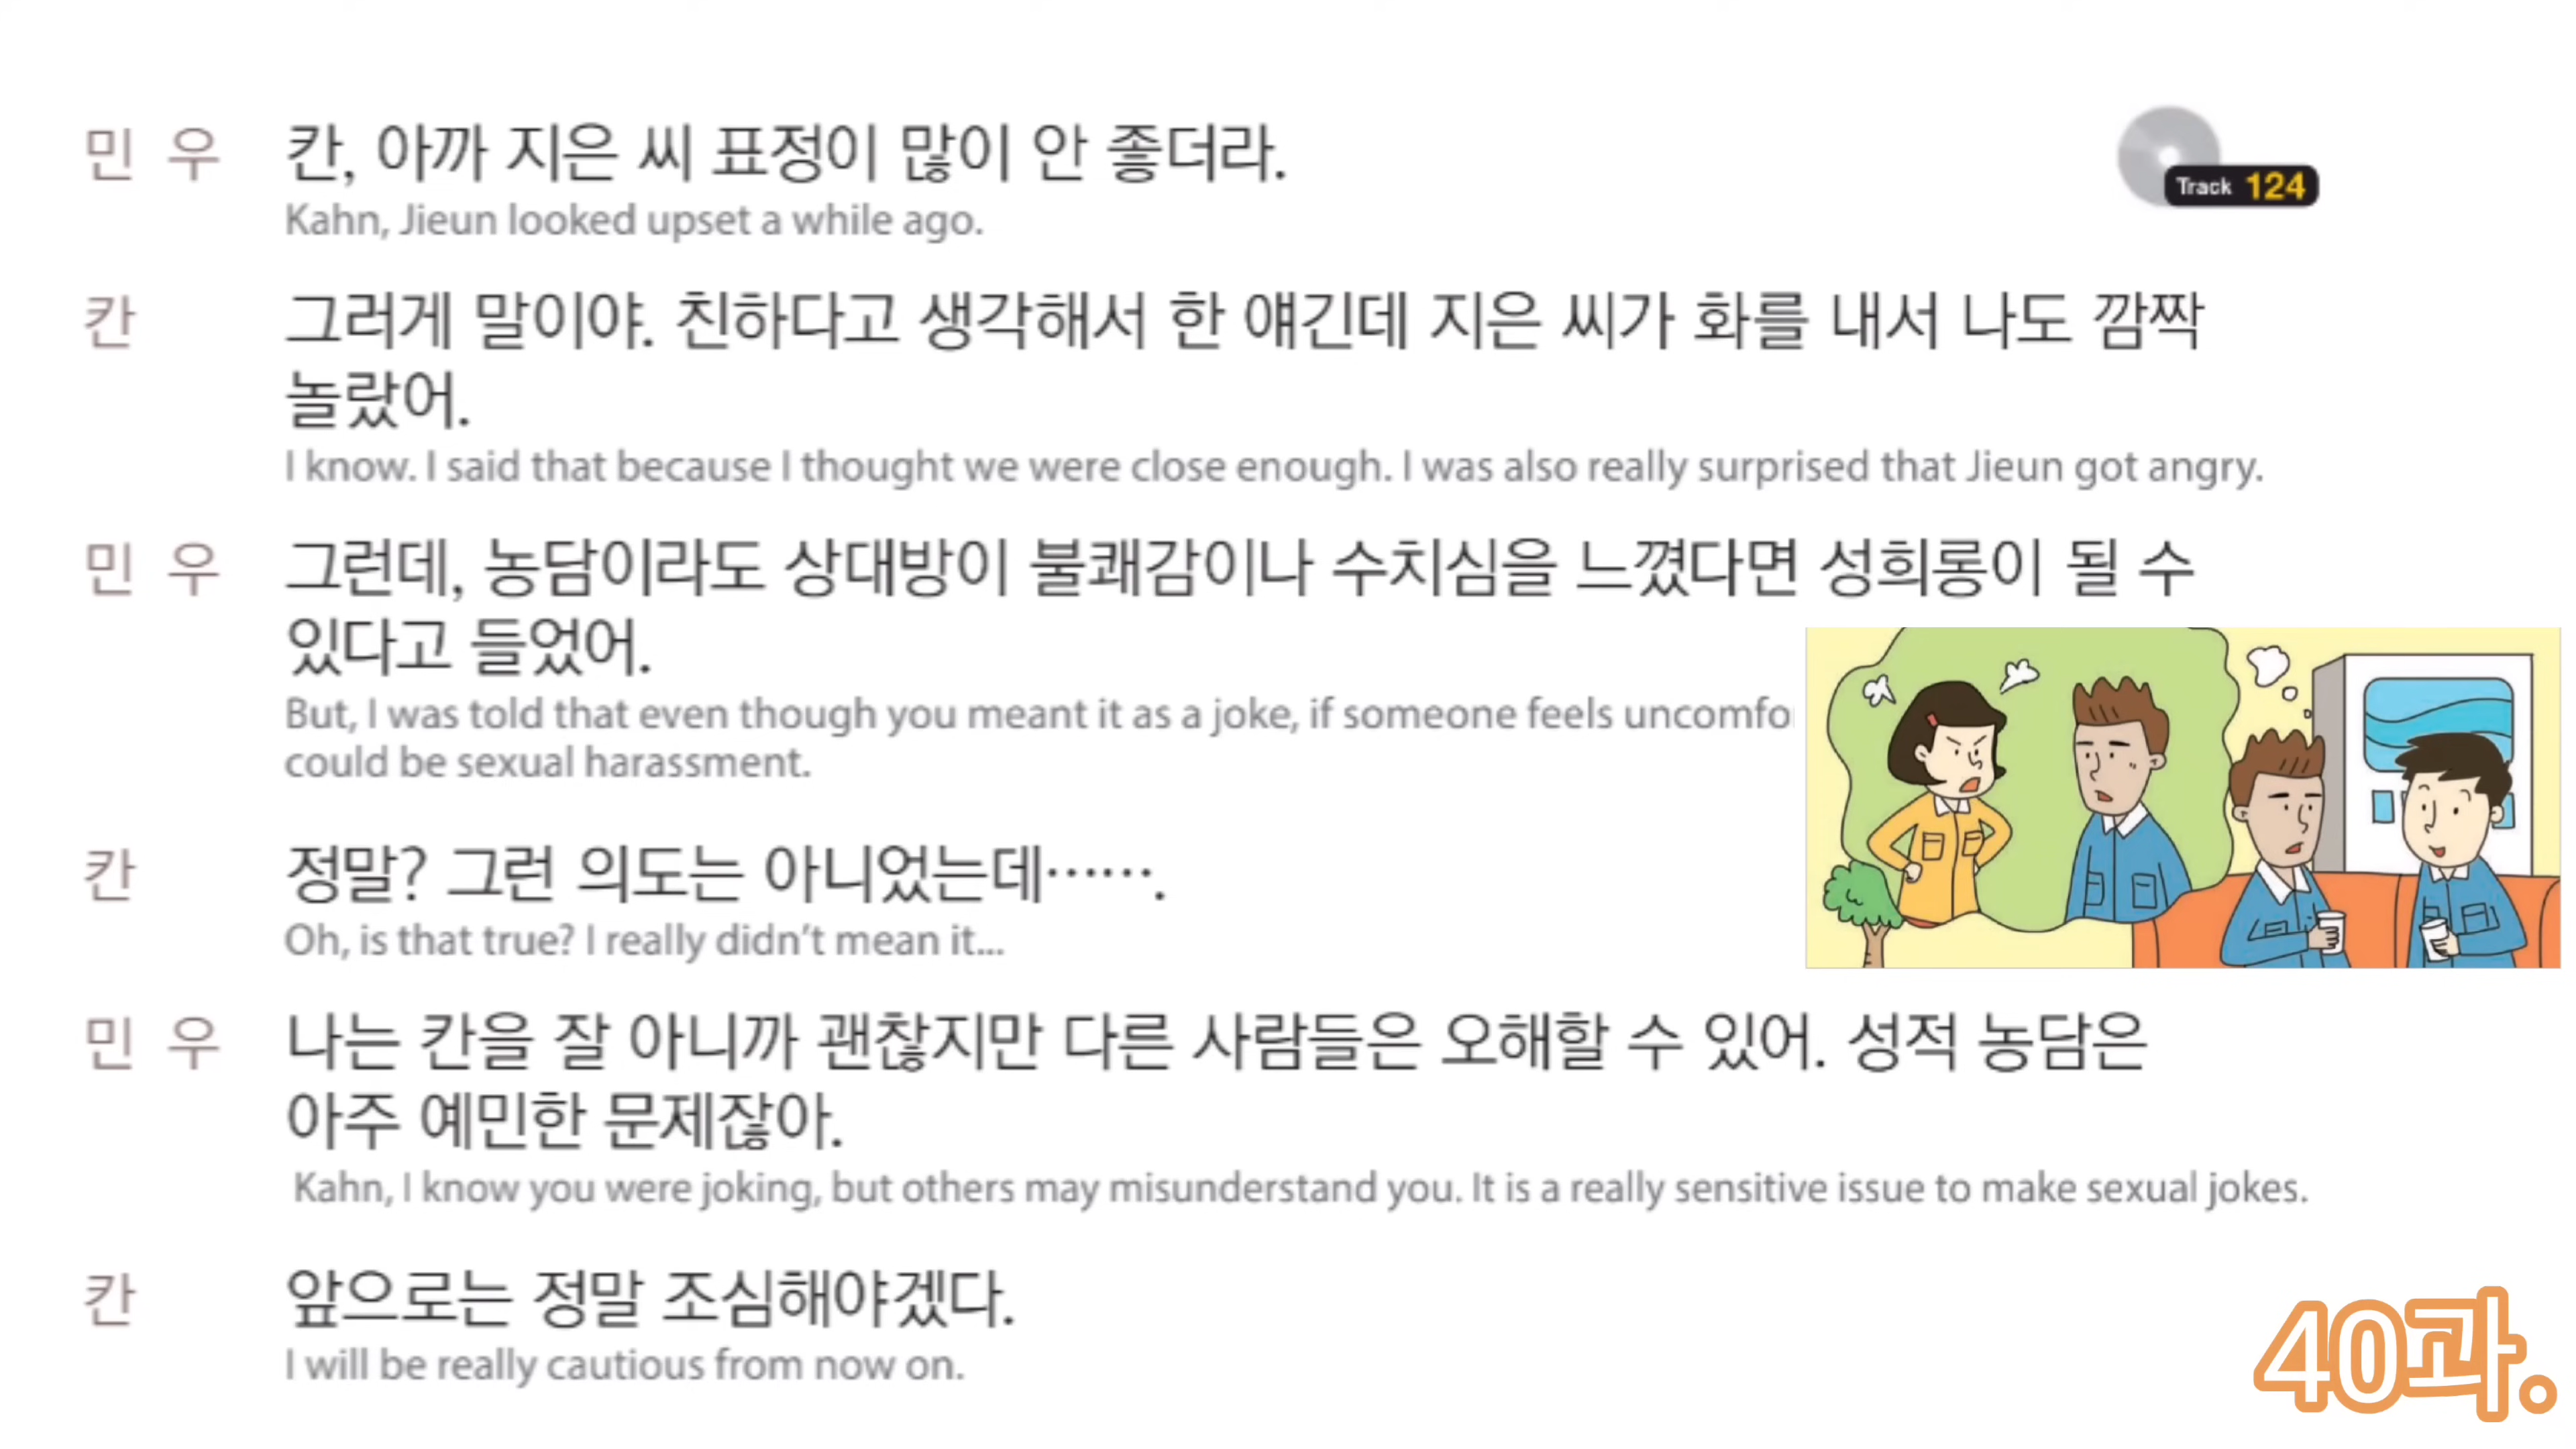 민 우 칸, 아까 지은 씨 표정이 많이 안 좋더라.
Track 124
Kahn, Jieun looked upset a while ago.
칸 그러게 말이야. 친하다고 생각해서 한 얘긴데 지은 씨가 화를 내서 나도 깜짝
놀랐어.
I know. I said that because I thought we were close enough. I was also really surprised that Jieun got angry.
민 우 그런데, 농담이라도 상대방이 불쾌감이나 수치심을 느꼈다면 성희롱이 될 수
있다고 들었어.
But, I was told that even though you meant it as a joke, if someone feels
could be sexual harassment.
칸 정말? 그런 의도는 아니었는데…….
Oh, is that true? I really didn't mean it...
민 우 나는 칸을 잘 아니까 괜찮지만 다른 사람들은 오해할 수 있어. 성적 농담은
아주 예민한 문제잖아.
Kahn, I know you were joking, but others may misunderstand you. It is a really sensitive issue to make sexual jokes.
칸 앞으로는 정말 조심해야겠다.
I will be really cautious from now on.
40과.